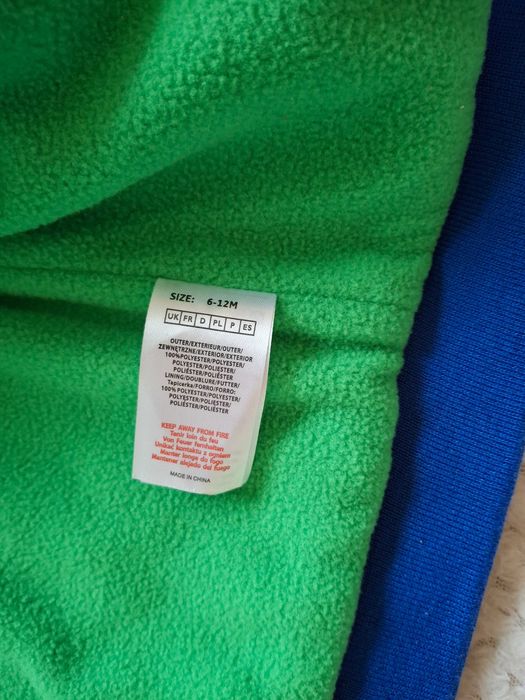 SIZE: 6-12M
UK FR D PL P ES
OUTER/EXTERIEUR/OUTER/
ZEWNĘTRZNE/EXTERIOR/EXTERIOR
100%POLYESTER/POLYESTER/
POLYESTER/POLIESTER/
POLIÉSTER/POLIÉSTER
LINING/DOUBLURE/FUTTER/
Tapicerka/FORRO/FORRO:
100% POLYESTER/POLYESTER/
POLYĘSTER/POLIESTER/
POLIÉSTER/POLIÉSTER
KEEP AWAY FROM FIRE
Tenir loin du feu
Von Feuer fernhalten
Unikać kontaktu z ogniem
Manter longe do fogo
Mantener alejado del fuego
MADE IN CHINA